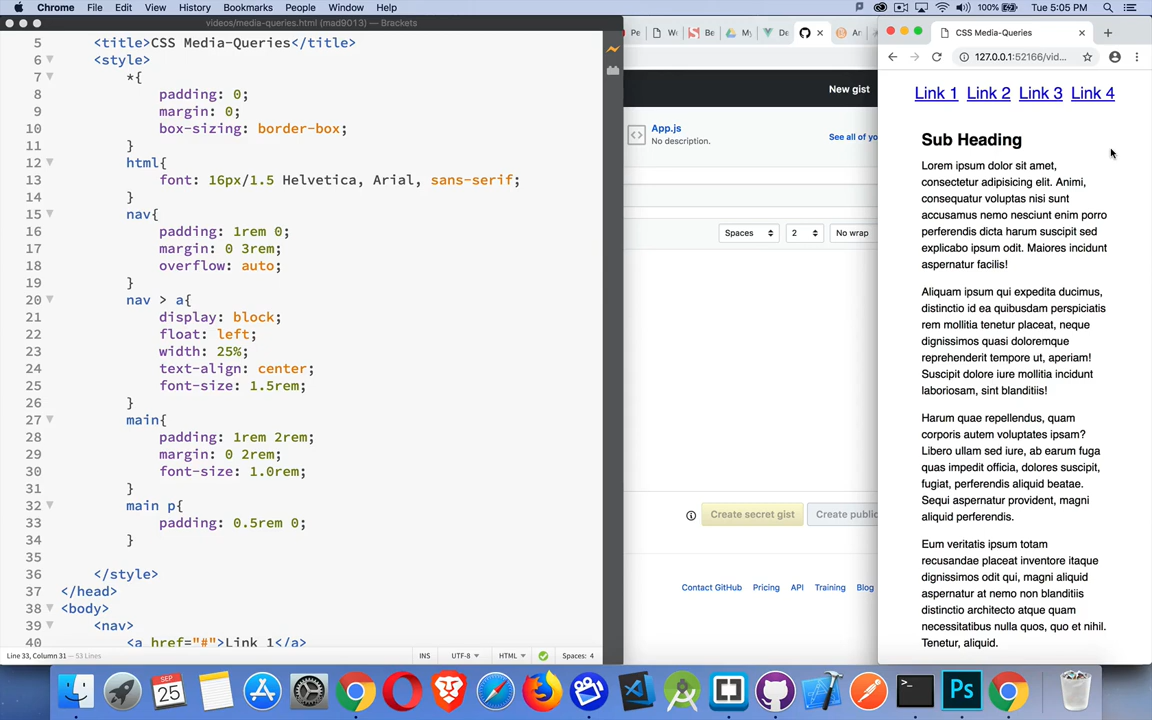 Chrome File Edit View History Bookmarks People Window Help
100% Tue 5:05 PM
videos/media-queries.html (mad9013) — Brackets
5 <title>CSS Media-Queries</title>
6 <style>
7 *{
8 padding: 0;
9 margin: 0;
10 box-sizing: border-box;
11 }
12 html{
13 font: 16px/1.5 Helvetica, Arial, sans-serif;
14 }
15 nav{
16 padding: 1rem 0;
17 margin: 0 3rem;
18 overflow: auto;
19 }
20 nav > a{
21 display: block;
22 float: left;
23 width: 25%;
24 text-align: center;
25 font-size: 1.5rem;
26 }
27 main{
28 padding: 1rem 2rem;
29 margin: 0 2rem;
30 font-size: 1.0rem;
31 }
32 main p{
33 padding: 0.5rem 0;
34 }
35
36 </style>
37 </head>
38 <body>
39 <nav>
40 <a href="#">Link 1</a>
Line 33, Column 31 — 53 Lines
INS UTF-8 HTML Spaces: 4
Pe W Be My De An
New gist
App.js
No description.
See all of yo
Spaces 2 No wrap
Create secret gist Create public
Contact GitHub Pricing API Training Blog
CSS Media-Queries
127.0.0.1:52166/vid...
Link 1 Link 2 Link 3 Link 4
Sub Heading
Lorem ipsum dolor sit amet,
consectetur adipisicing elit. Animi,
consequatur voluptas nisi sunt
accusamus nemo nesciunt enim porro
perferendis dicta harum suscipit sed
explicabo ipsum odit. Maiores incidunt
aspernatur facilis!
Aliquam ipsum qui expedita ducimus,
distinctio id ea quibusdam perspiciatis
rem mollitia tenetur placeat, neque
dignissimos quasi doloremque
reprehenderit tempore ut, aperiam!
Suscipit dolore iure mollitia incidunt
laboriosam, sint blanditiis!
Harum quae repellendus, quam
corporis autem voluptates ipsam?
Libero ullam sed iure, ab earum fuga
quas impedit officia, dolores suscipit,
fugiat, perferendis aliquid beatae.
Sequi aspernatur provident, magni
aliquid perferendis.
Eum veritatis ipsum totam
recusandae placeat inventore itaque
dignissimos odit qui, magni aliquid
aspernatur at nemo non blanditiis
distinctio architecto atque quam
necessitatibus nulla quos, quo et nihil.
Tenetur, aliquid.
SEP
25
Ps